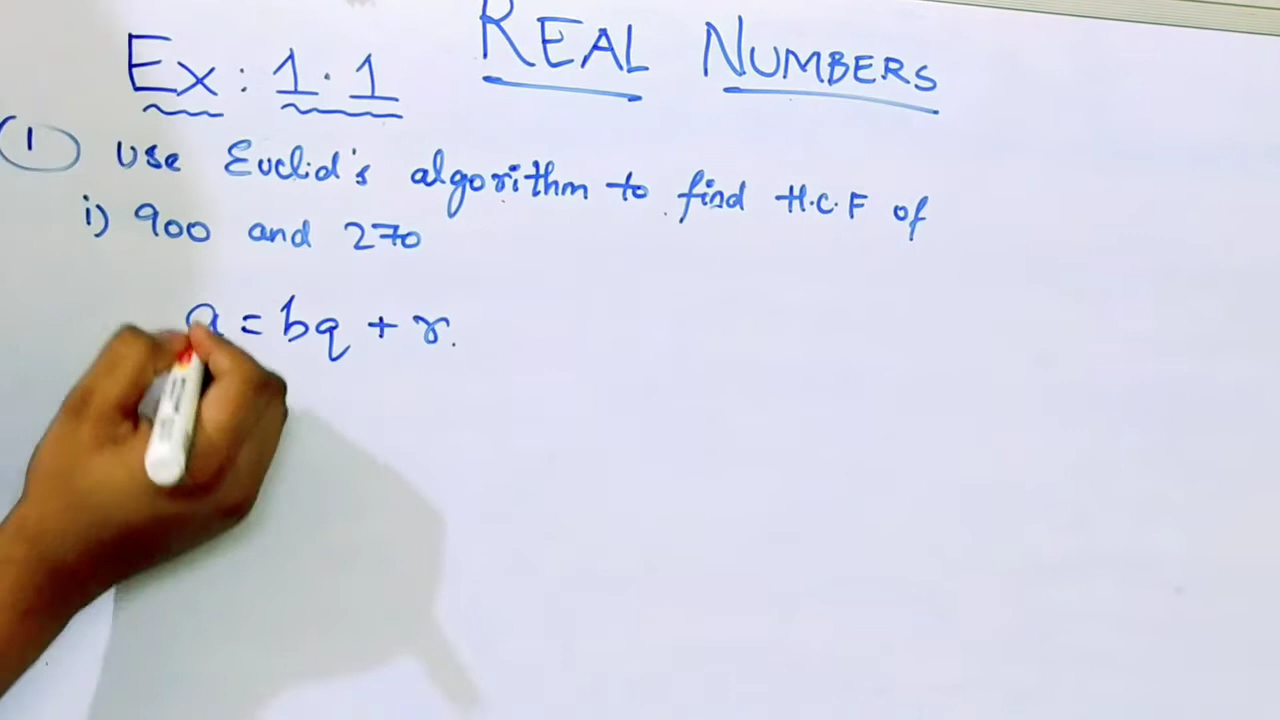 Ex: 1.1 REAL NUMBERS
1 Use Euclid's algorithm to find H.C.F of
i) 900 and 270
a = bq + r.